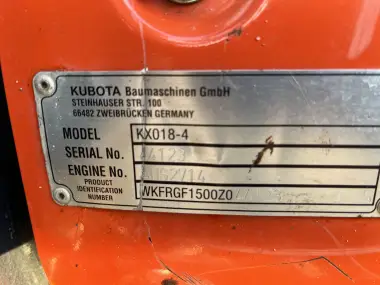 KUBOTA Baumaschinen GmbH
STEINHAUSER STR. 100
66482 ZWEIBRÜCKEN GERMANY
MODEL KX018-4
SERIAL No.
ENGINE No.
PRODUCT IDENTIFICATION NUMBER WKFRGF1500Z0